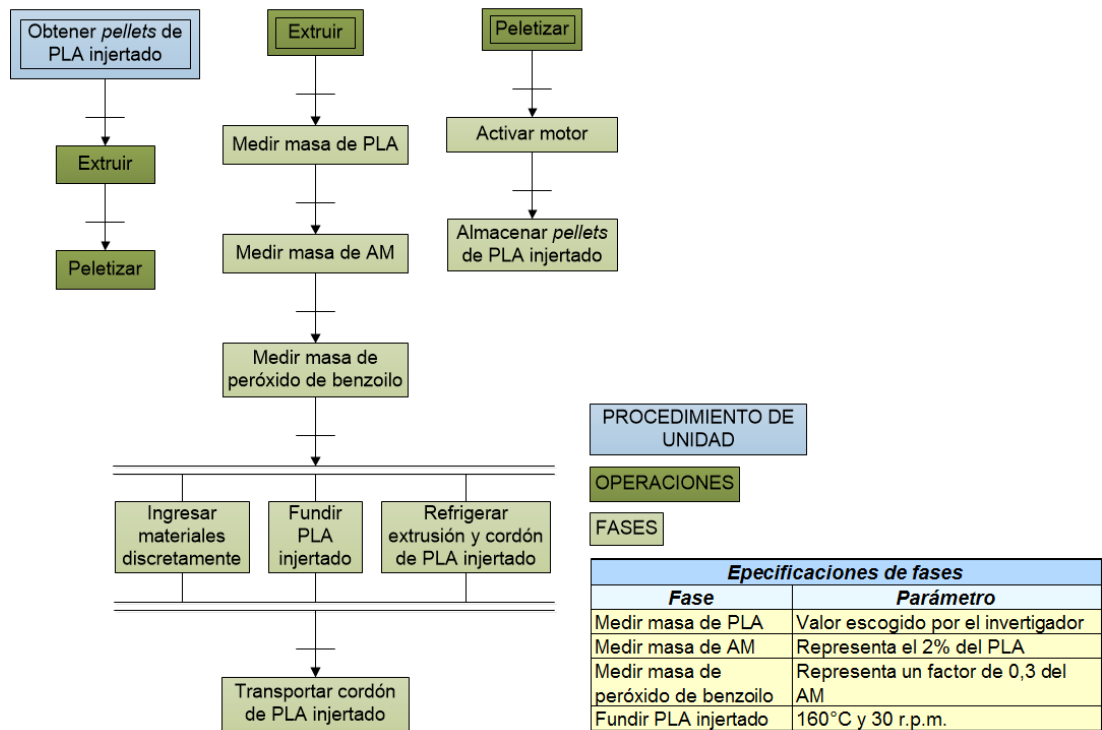 Obtener pellets de
PLA injertado
Extruir
Peletizar
Extruir
Medir masa de PLA
Medir masa de AM
Medir masa de
peróxido de benzoilo
Ingresar
materiales
discretamente
Fundir
PLA
injertado
Refrigerar
extrusión y cordón
de PLA injertado
Transportar cordón
de PLA injertado
Peletizar
Activar motor
Almacenar pellets
de PLA injertado
PROCEDIMIENTO DE
UNIDAD
OPERACIONES
FASES
Epecificaciones de fases
Fase Parámetro
Medir masa de PLA Valor escogido por el invertigador
Medir masa de AM Representa el 2% del PLA
Medir masa de Representa un factor de 0,3 del
peróxido de benzoilo AM
Fundir PLA injertado 160°C y 30 r.p.m.